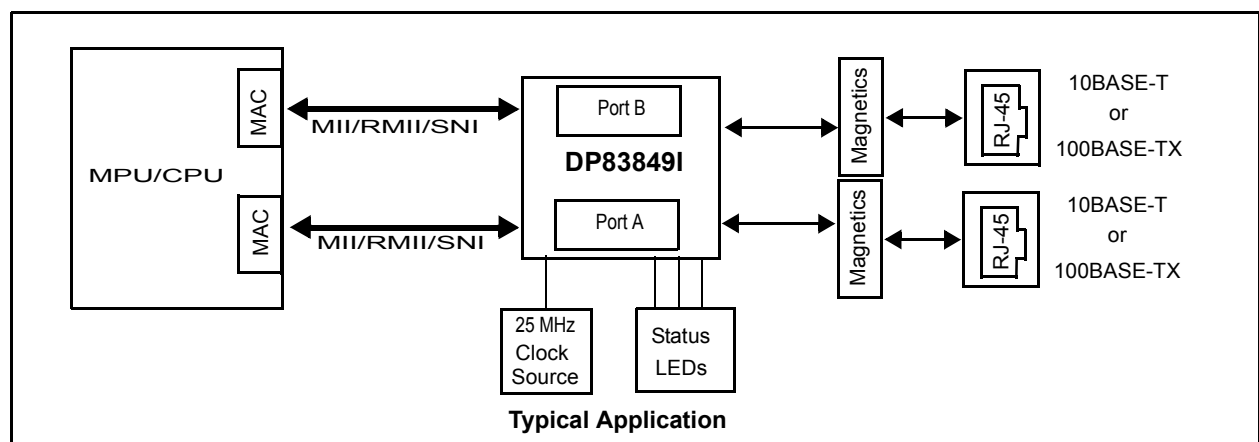 MPU/CPU
MAC
MII/RMII/SNI
MAC
MII/RMII/SNI
Port B
DP83849I
Port A
25 MHz
Clock
Source
Status
LEDs
Magnetics
RJ-45
10BASE-T
or
100BASE-TX
Magnetics
RJ-45
10BASE-T
or
100BASE-TX
Typical Application